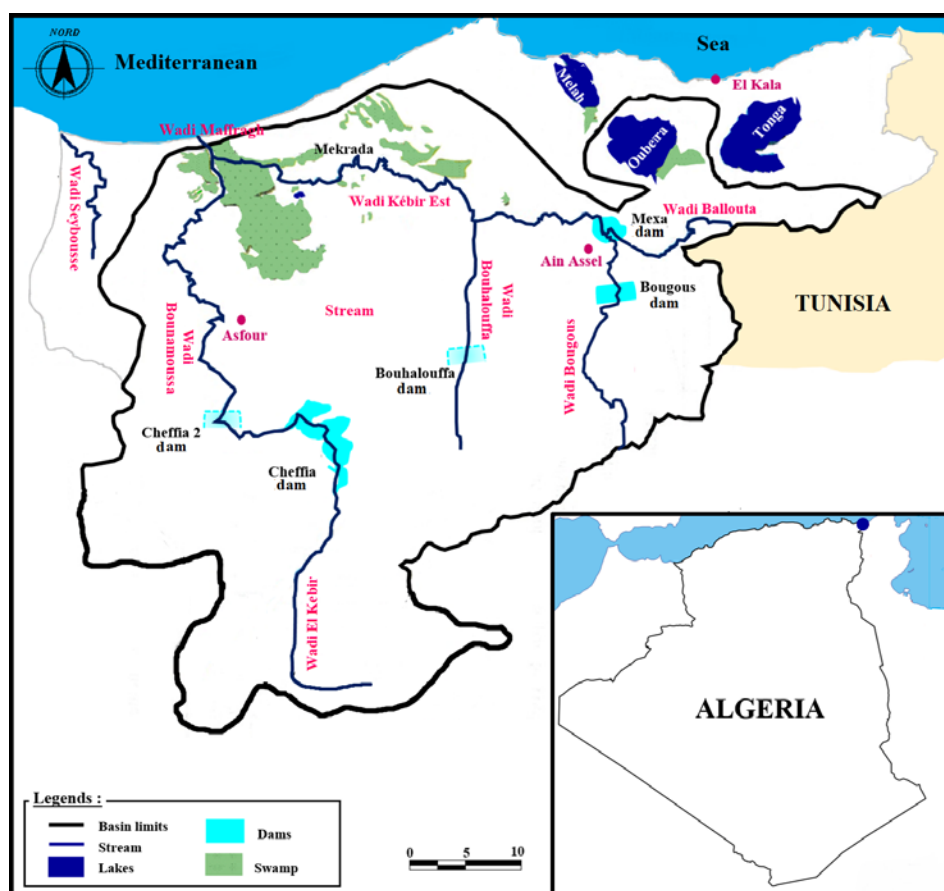 NORD
Mediterranean
Sea
El Kala
Melah
Oubeara
Tonga
Wadi Maffragh
Mekrada
Wadi Seybousse
Wadi Kébir Est
Wadi Ballouta
Mexa
dam
Ain Assel
Bougous
dam
TUNISIA
Wadi
Bouhalouffa
Wadi Bougous
Stream
Wadi
Bounamoussa
Asfour
Bouhalouffa
dam
Cheffia 2
dam
Cheffia
dam
Wadi El Kebir
ALGERIA
Legends :
Basin limits
Stream
Lakes
Dams
Swamp
0 5 10